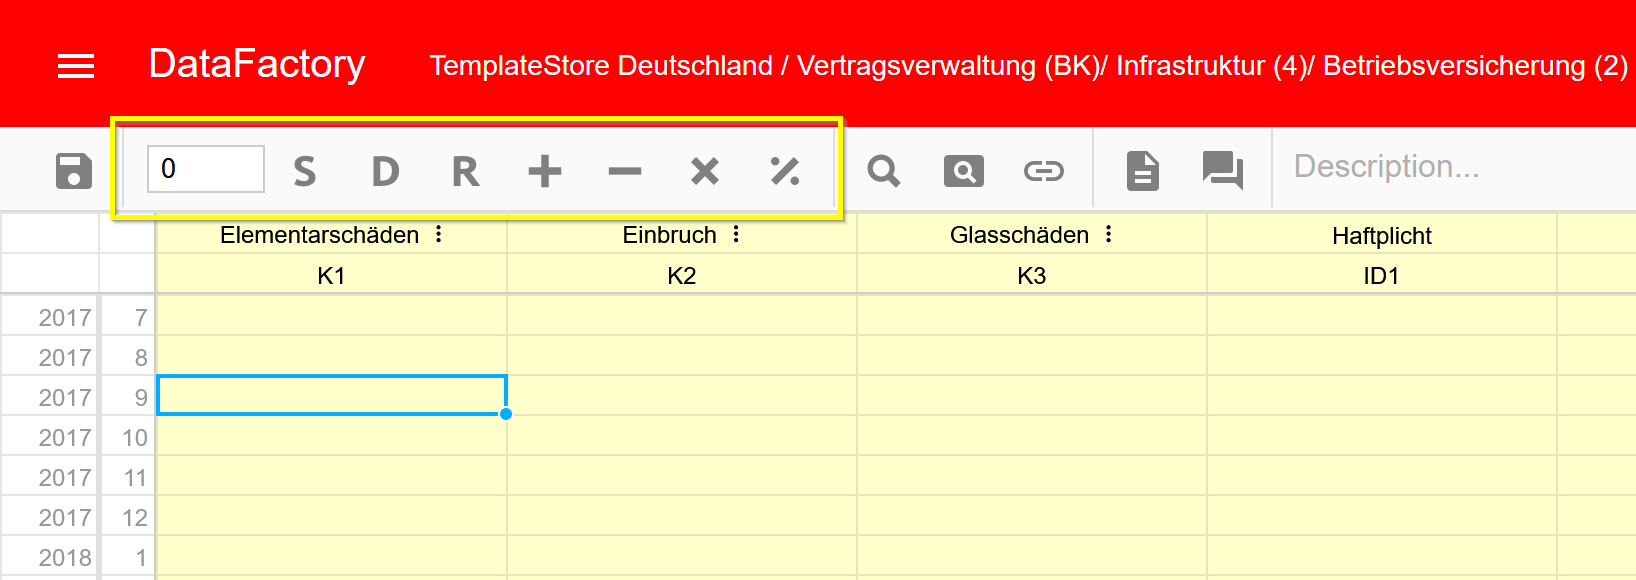 DataFactory
TemplateStore Deutschland / Vertragsverwaltung (BK)/ Infrastruktur (4)/ Betriebsversicherung (2)
0 S D R + − × ٪ Description...
Elementarschäden Einbruch Glasschäden Haftplicht
K1 K2 K3 ID1
2017 7
2017 8
2017 9
2017 10
2017 11
2017 12
2018 1